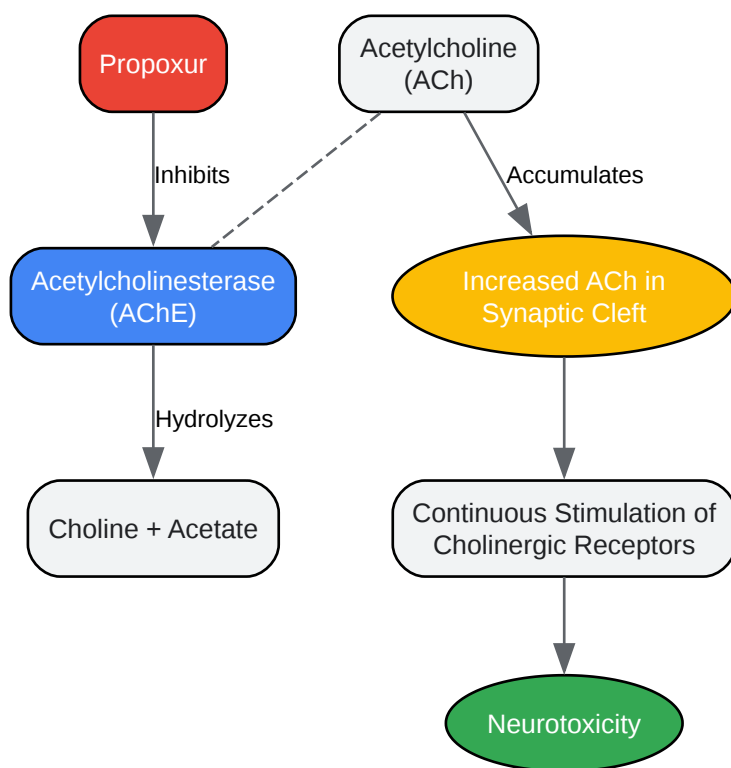 Propoxur
Acetylcholine
(ACh)
Inhibits
Accumulates
Acetylcholinesterase
(AChE)
Increased ACh in
Synaptic Cleft
Hydrolyzes
Choline + Acetate
Continuous Stimulation of
Cholinergic Receptors
Neurotoxicity